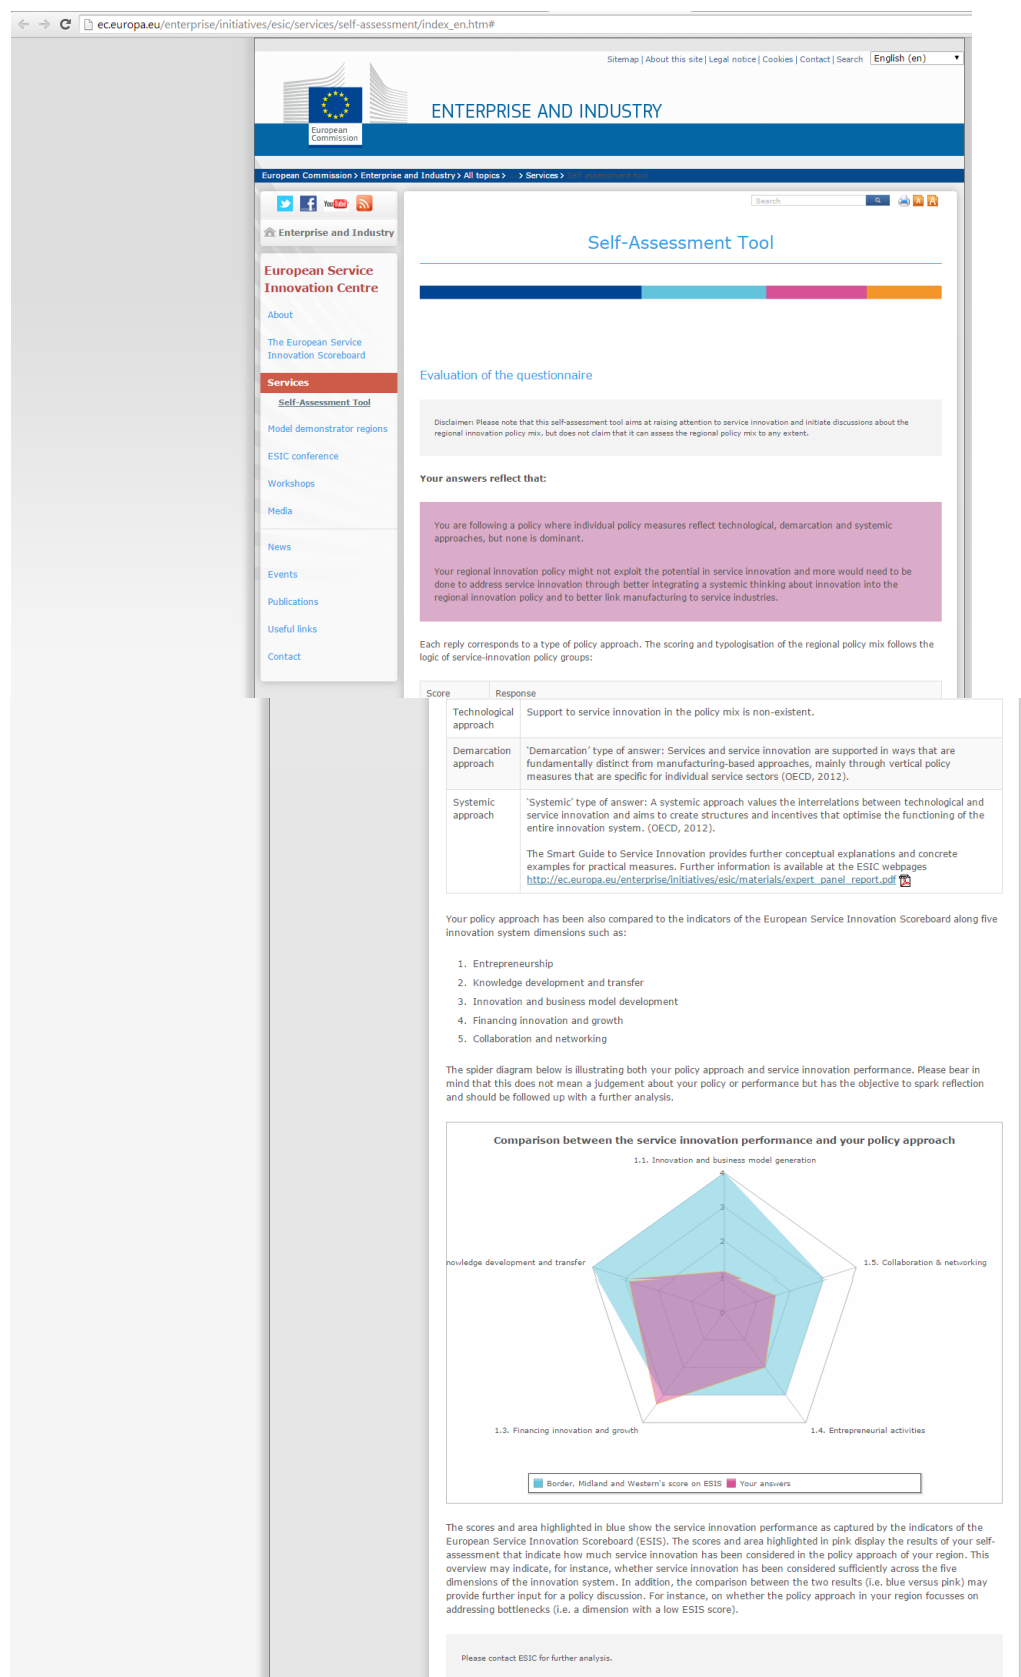 ec.europa.eu/enterprise/initiatives/esic/services/self-assessment/index_en.htm#
Sitemap | About this site | Legal notice | Cookies | Contact | Search English (en)
European
Commission
ENTERPRISE AND INDUSTRY
European Commission > Enterprise and Industry > All topics > ... > Services > Self assessment tool
You Tube
Search
A A
Enterprise and Industry
Self-Assessment Tool
European Service
Innovation Centre
About
The European Service
Innovation Scoreboard
Services
Self-Assessment Tool
Model demonstrator regions
ESIC conference
Workshops
Media
News
Events
Publications
Useful links
Contact
Evaluation of the questionnaire
Disclaimer: Please note that this self-assessment tool aims at raising attention to service innovation and initiate discussions about the
regional innovation policy mix, but does not claim that it can assess the regional policy mix to any extent.
Your answers reflect that:
You are following a policy where individual policy measures reflect technological, demarcation and systemic
approaches, but none is dominant.
Your regional innovation policy might not exploit the potential in service innovation and more would need to be
done to address service innovation through better integrating a systemic thinking about innovation into the
regional innovation policy and to better link manufacturing to service industries.
Each reply corresponds to a type of policy approach. The scoring and typologisation of the regional policy mix follows the
logic of service-innovation policy groups:
Score Response
Technological
approach
Support to service innovation in the policy mix is non-existent.
Demarcation
approach
'Demarcation' type of answer: Services and service innovation are supported in ways that are
fundamentally distinct from manufacturing-based approaches, mainly through vertical policy
measures that are specific for individual service sectors (OECD, 2012).
Systemic
approach
'Systemic' type of answer: A systemic approach values the interrelations between technological and
service innovation and aims to create structures and incentives that optimise the functioning of the
entire innovation system. (OECD, 2012).
The Smart Guide to Service Innovation provides further conceptual explanations and concrete
examples for practical measures. Further information is available at the ESIC webpages
http://ec.europa.eu/enterprise/initiatives/esic/materials/expert_panel_report.pdf
Your policy approach has been also compared to the indicators of the European Service Innovation Scoreboard along five
innovation system dimensions such as:
1. Entrepreneurship
2. Knowledge development and transfer
3. Innovation and business model development
4. Financing innovation and growth
5. Collaboration and networking
The spider diagram below is illustrating both your policy approach and service innovation performance. Please bear in
mind that this does not mean a judgement about your policy or performance but has the objective to spark reflection
and should be followed up with a further analysis.
Comparison between the service innovation performance and your policy approach
1.1. Innovation and business model generation
4
3
2
1
0
nowledge development and transfer
1.5. Collaboration & networking
1.3. Financing innovation and growth
1.4. Entrepreneurial activities
Border, Midland and Western's score on ESIS Your answers
The scores and area highlighted in blue show the service innovation performance as captured by the indicators of the
European Service Innovation Scoreboard (ESIS). The scores and area highlighted in pink display the results of your self-
assessment that indicate how much service innovation has been considered in the policy approach of your region. This
overview may indicate, for instance, whether service innovation has been considered sufficiently across the five
dimensions of the innovation system. In addition, the comparison between the two results (i.e. blue versus pink) may
provide further input for a policy discussion. For instance, on whether the policy approach in your region focusses on
addressing bottlenecks (i.e. a dimension with a low ESIS score).
Please contact ESIC for further analysis.